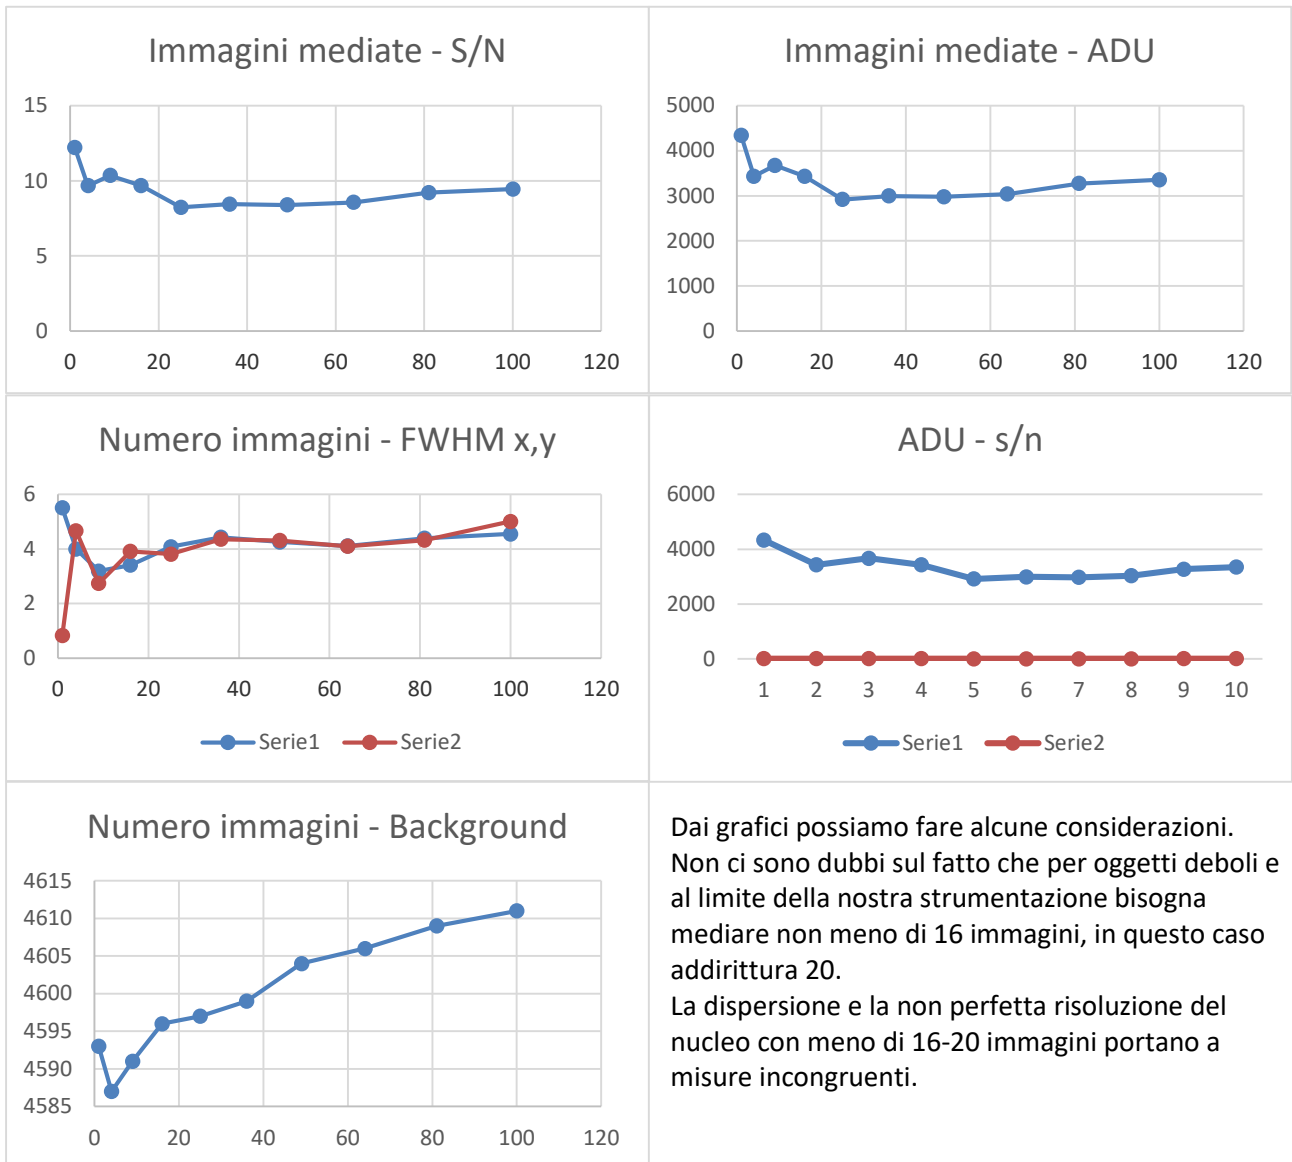 Immagini mediate - S/N
15
10
5
0
0 20 40 60 80 100 120
Immagini mediate - ADU
5000
4000
3000
2000
1000
0
0 20 40 60 80 100 120
Numero immagini - FWHM x,y
6
4
2
0
0 20 40 60 80 100 120
Serie1 Serie2
ADU - s/n
6000
4000
2000
0
1 2 3 4 5 6 7 8 9 10
Serie1 Serie2
Numero immagini - Background
4615
4610
4605
4600
4595
4590
4585
0 20 40 60 80 100 120
Dai grafici possiamo fare alcune considerazioni.
Non ci sono dubbi sul fatto che per oggetti deboli e
al limite della nostra strumentazione bisogna
mediare non meno di 16 immagini, in questo caso
addirittura 20.
La dispersione e la non perfetta risoluzione del
nucleo con meno di 16-20 immagini portano a
misure incongruenti.